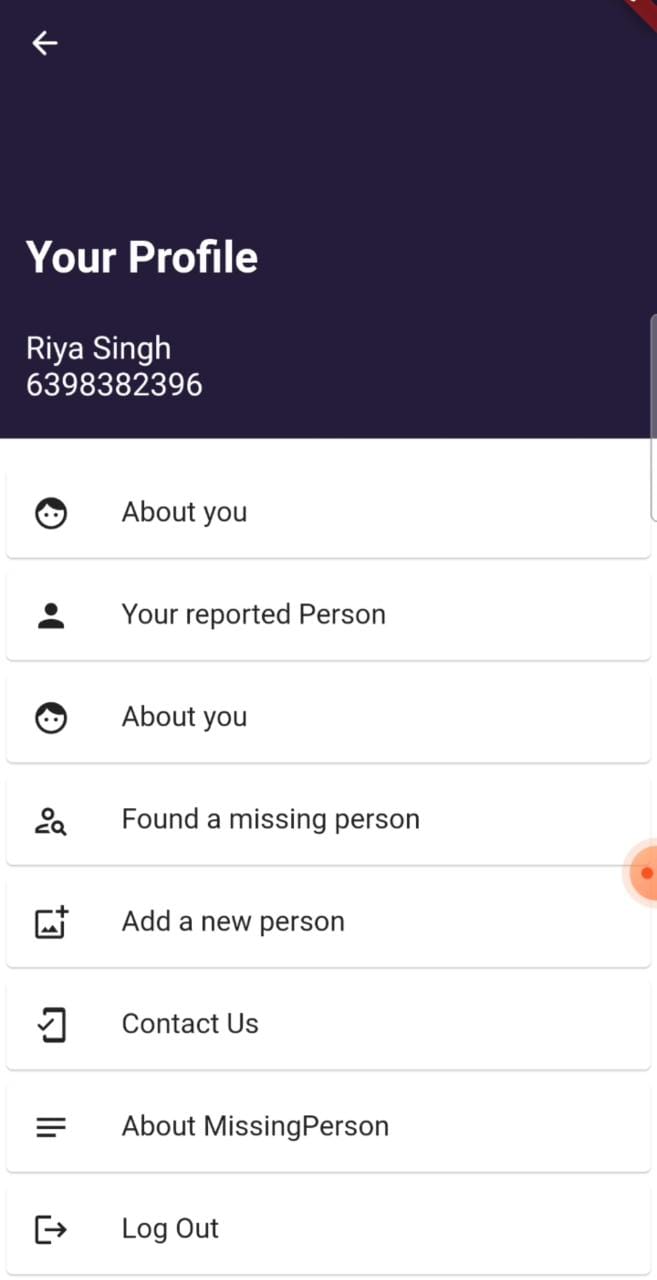 Your Profile
Riya Singh
6398382396
About you
Your reported Person
About you
Found a missing person
Add a new person
Contact Us
About MissingPerson
Log Out